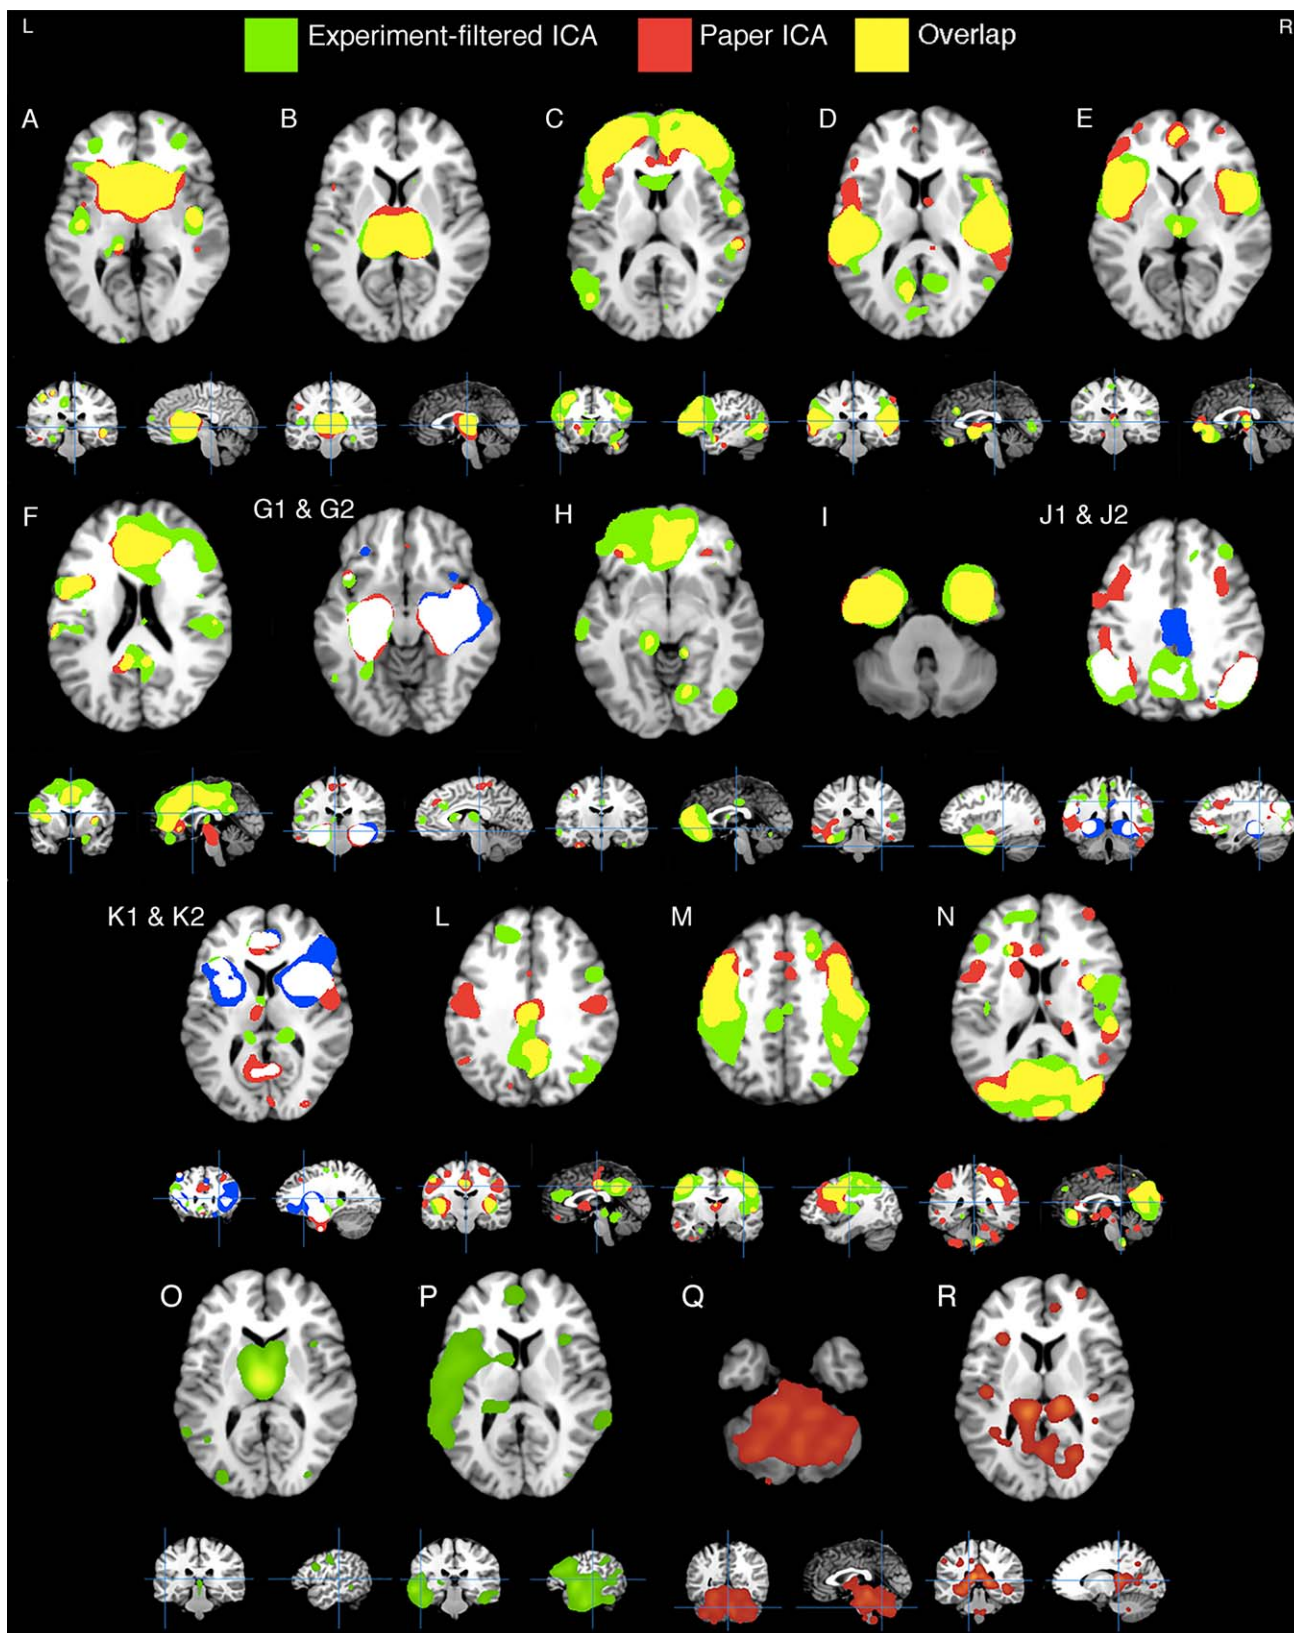 L
Experiment-filtered ICA
Paper ICA
Overlap
R
A
B
C
D
E
F
G1 & G2
H
I
J1 & J2
K1 & K2
L
M
N
O
P
Q
R